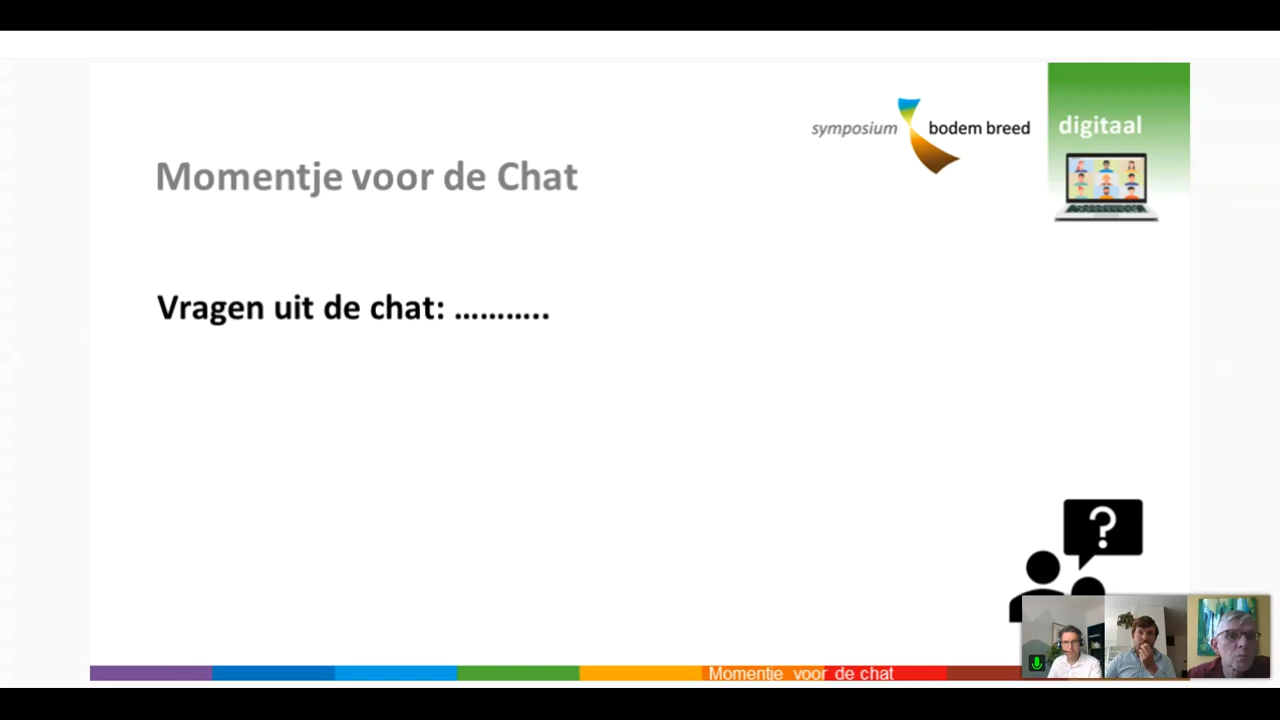 symposium bodem breed digitaal
Momentje voor de Chat
Vragen uit de chat: ...........
?
Momentje voor de chat